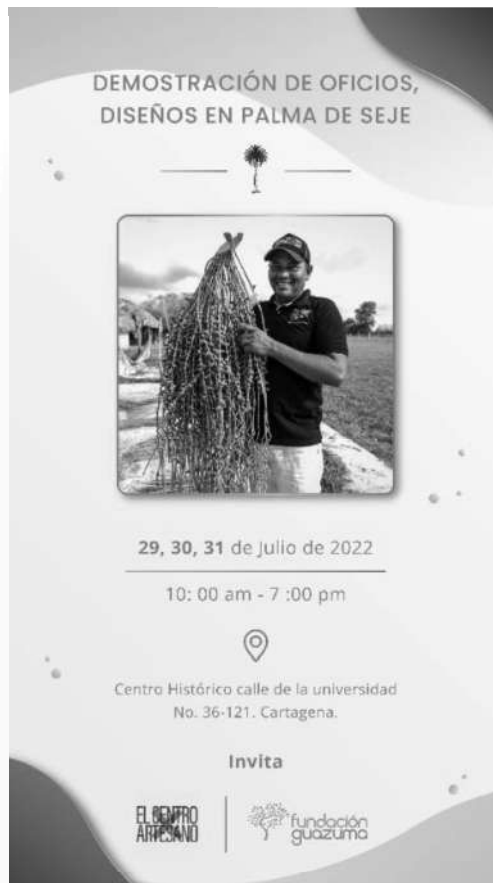 DEMOSTRACIÓN DE OFICIOS,
DISEÑOS EN PALMA DE SEJE
29, 30, 31 de Julio de 2022
10: 00 am - 7 :00 pm
Centro Histórico calle de la universidad
No. 36-121. Cartagena.
Invita
EL CENTRO
ARTESANO
fundación
guazuma